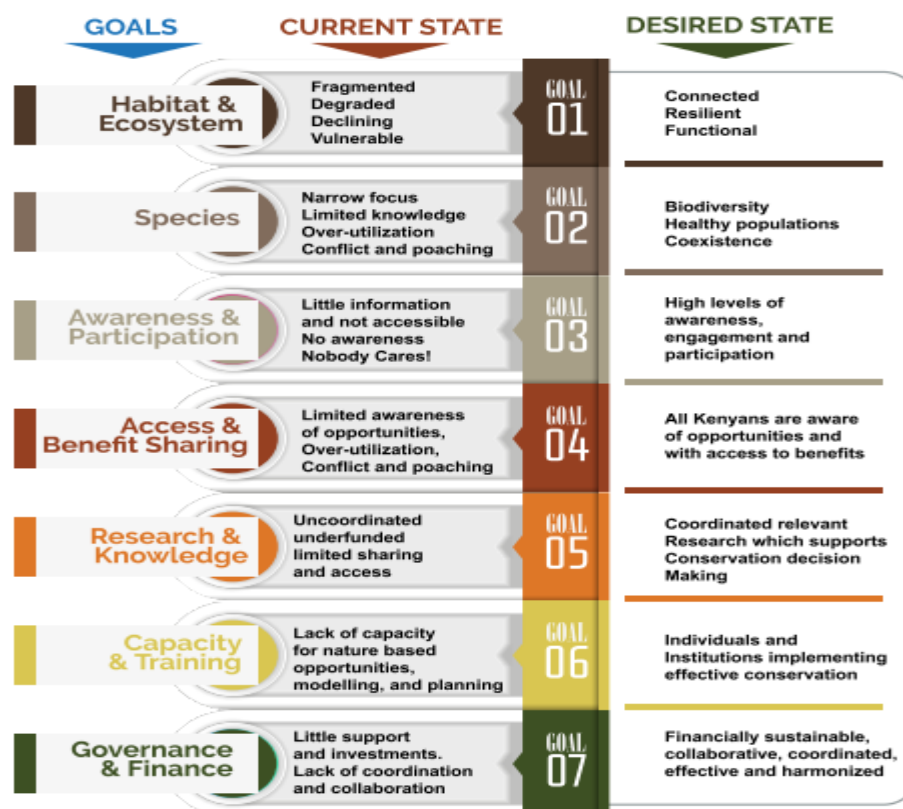 GOALS
CURRENT STATE
DESIRED STATE
Habitat &
Ecosystem
Fragmented
Degraded
Declining
Vulnerable
GOAL
01
Connected
Resilient
Functional
Species
Narrow focus
Limited knowledge
Over-utilization
Conflict and poaching
GOAL
02
Biodiversity
Healthy populations
Coexistence
Awareness &
Participation
Little information
and not accessible
No awareness
Nobody Cares!
GOAL
03
High levels of
awareness,
engagement and
participation
Access &
Benefit Sharing
Limited awareness
of opportunities,
Over-utilization,
Conflict and poaching
GOAL
04
All Kenyans are aware
of opportunities and
with access to benefits
Research &
Knowledge
Uncoordinated
underfunded
limited sharing
and access
GOAL
05
Coordinated relevant
Research which supports
Conservation decision
Making
Capacity
& Training
Lack of capacity
for nature based
opportunities,
modelling, and planning
GOAL
06
Individuals and
Institutions implementing
effective conservation
Governance
& Finance
Little support
and investments.
Lack of coordination
and collaboration
GOAL
07
Financially sustainable,
collaborative, coordinated,
effective and harmonized